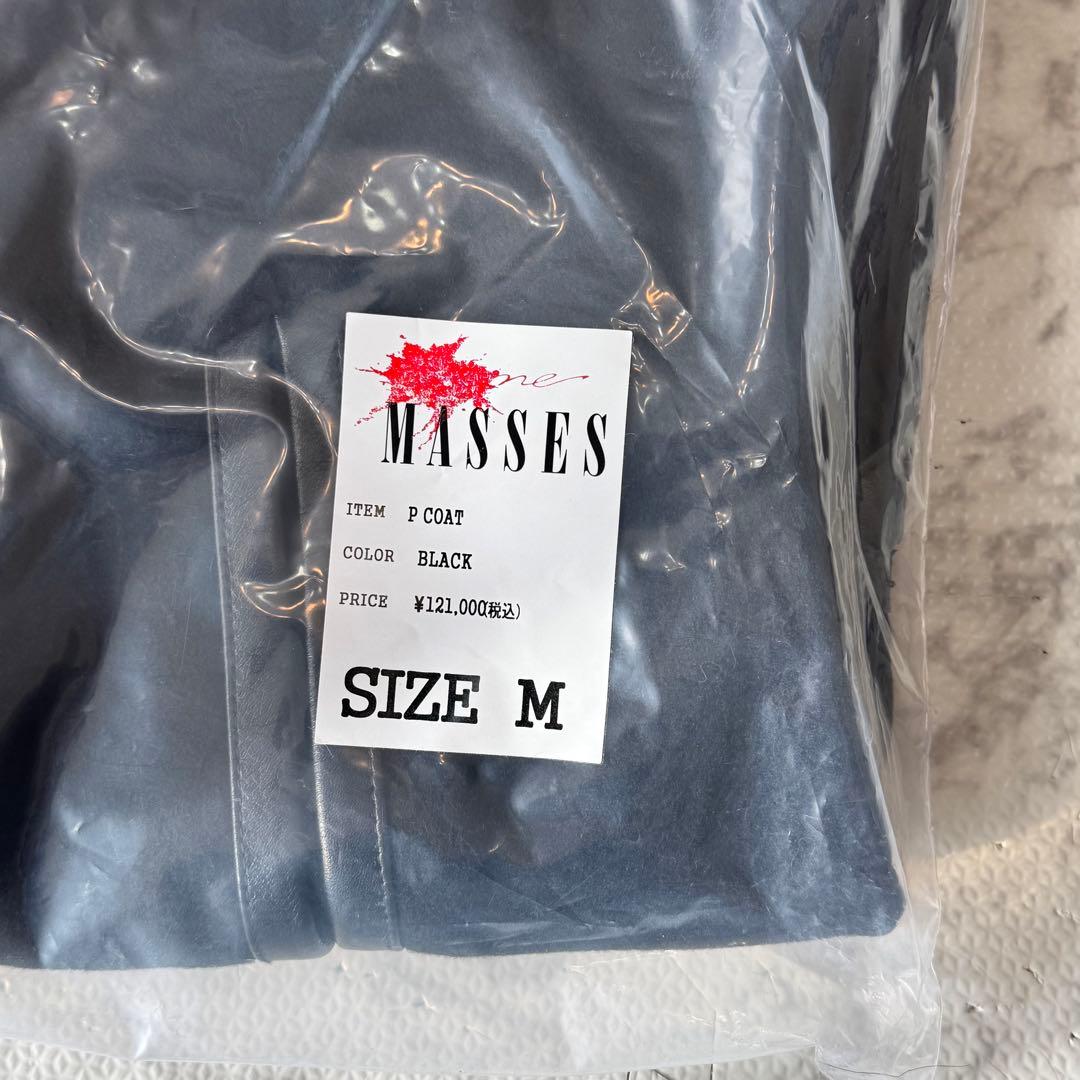 MASSES
ITEM P COAT
COLOR BLACK
PRICE ¥121,000(税込)
SIZE M